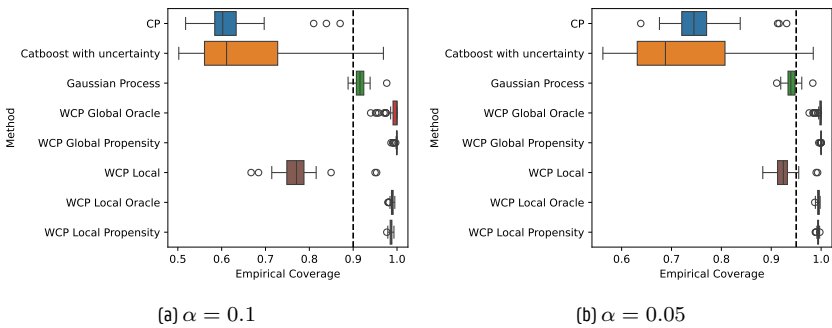 Method
CP
Catboost with uncertainty
Gaussian Process
WCP Global Oracle
WCP Global Propensity
WCP Local
WCP Local Oracle
WCP Local Propensity
0.5 0.6 0.7 0.8 0.9 1.0
Empirical Coverage
(a) α = 0.1
Method
CP
Catboost with uncertainty
Gaussian Process
WCP Global Oracle
WCP Global Propensity
WCP Local
WCP Local Oracle
WCP Local Propensity
0.6 0.7 0.8 0.9 1.0
Empirical Coverage
(b) α = 0.05